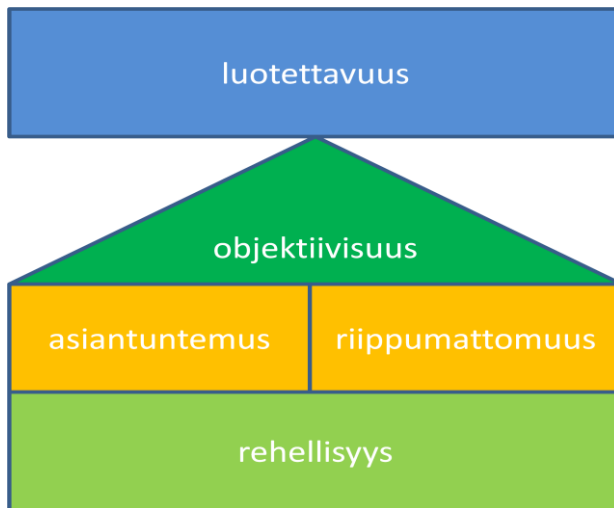 luotettavuus
objektiivisuus
asiantuntemus
riippumattomuus
rehellisyys